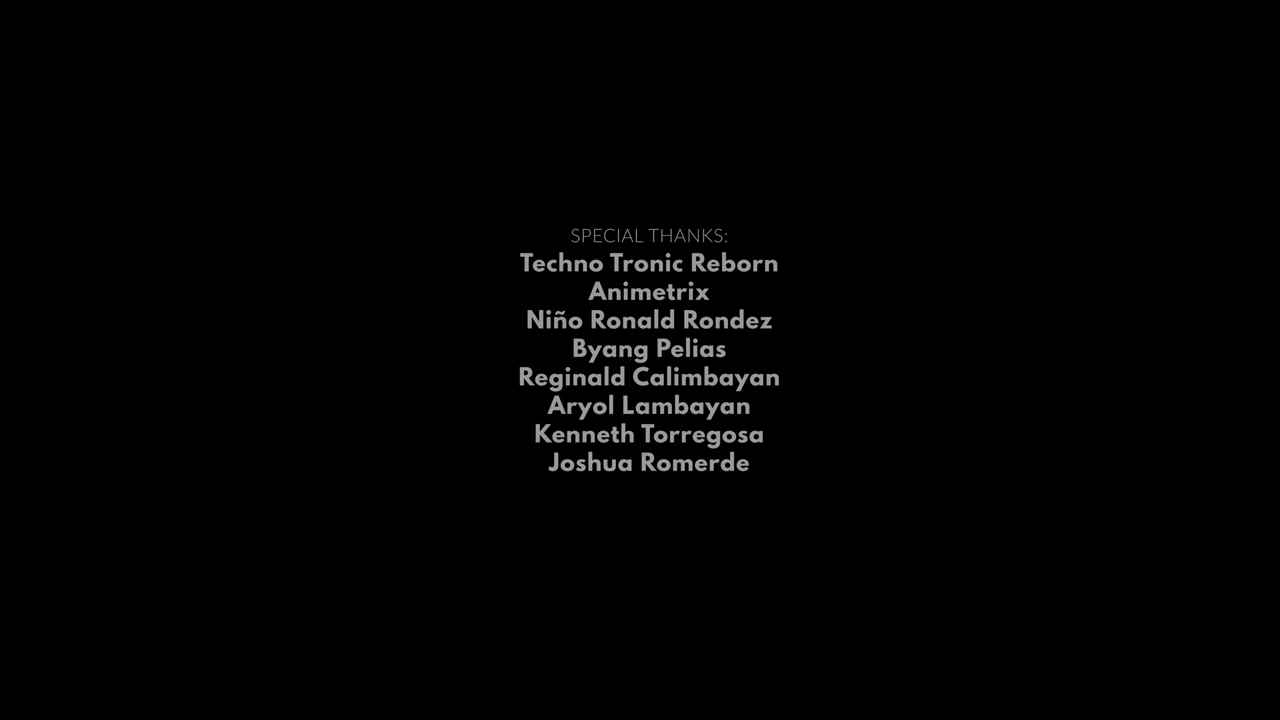 SPECIAL THANKS:
Techno Tronic Reborn
Animetrix
Niño Ronald Rondez
Byang Pelias
Reginald Calimbayan
Aryol Lambayan
Kenneth Torregosa
Joshua Romerde